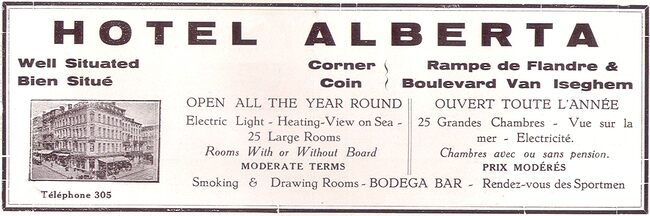 HOTEL ALBERTA
Well Situated
Bien Situé
Corner
Coin
Rampe de Flandre &
Boulevard Van Iseghem
OPEN ALL THE YEAR ROUND
Electric Light - Heating-View on Sea -
25 Large Rooms
Rooms With or Without Board
MODERATE TERMS
OUVERT TOUTE L'ANNÉE
25 Grandes Chambres - Vue sur la
mer - Electricité.
Chambres avec ou sans pension.
PRIX MODÉRÉS
Téléphone 305
Smoking & Drawing Rooms - BODEGA BAR - Rendez-vous des Sportmen